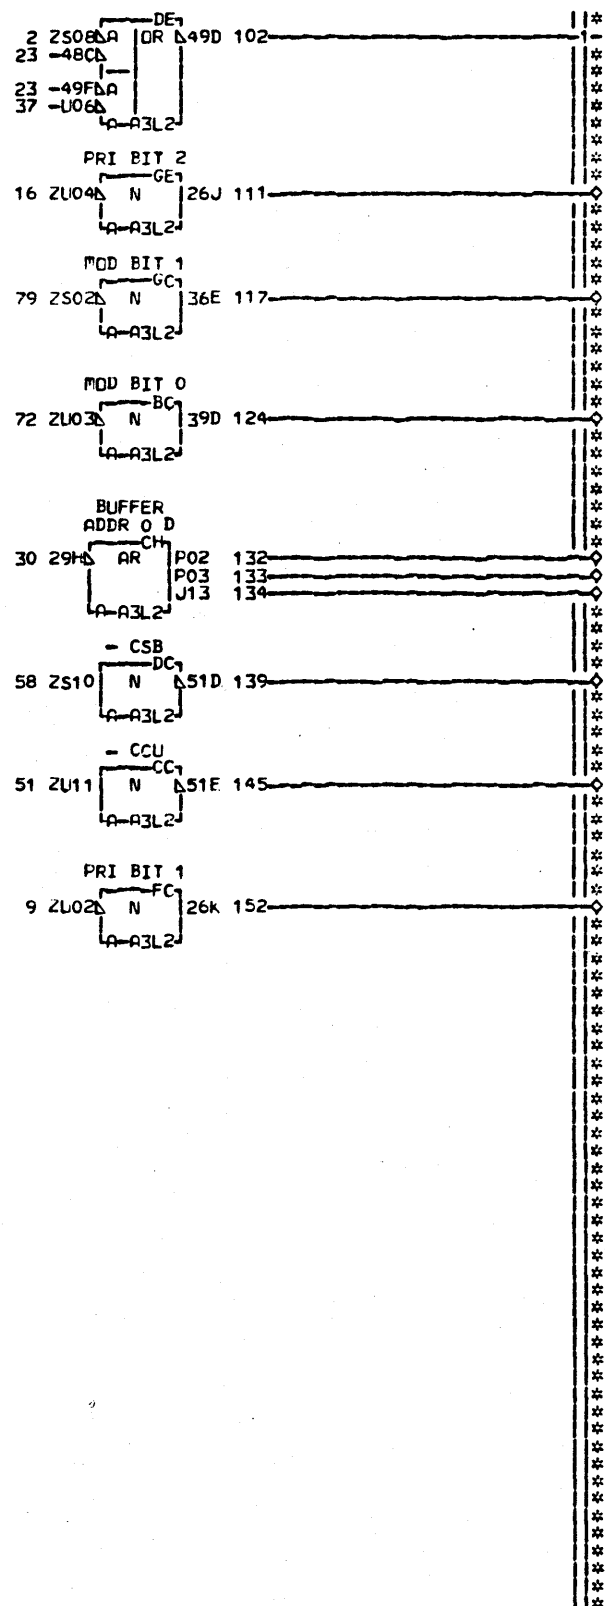 DE
2 ZS08 A OR 49D 102 1
23 -48C
23 -49F A
37 -U06
A A3L2
PRI BIT 2
GE
16 ZU04 N 26J 111
A A3L2
MOD BIT 1
GC
79 ZS02 N 36E 117
A A3L2
MOD BIT 0
BC
72 ZU03 N 39D 124
A A3L2
BUFFER
ADDR 0 D
CH
30 29H AR P02 132
P03 133
J13 134
A A3L2
- CSB
DC
58 ZS10 N 51D 139
A A3L2
- CCU
CC
51 ZU11 N 51E 145
A A3L2
PRI BIT 1
FC
9 ZU02 N 26K 152
A A3L2